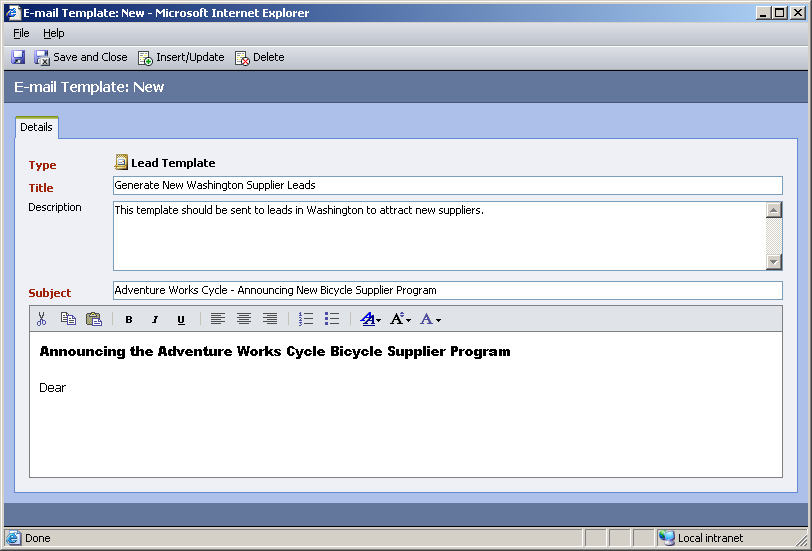 E-mail Template: New - Microsoft Internet Explorer
File Help
Save and Close Insert/Update Delete
E-mail Template: New
Details
Type Lead Template
Title Generate New Washington Supplier Leads
Description This template should be sent to leads in Washington to attract new suppliers.
Subject Adventure Works Cycle - Announcing New Bicycle Supplier Program
B I U A A A
Announcing the Adventure Works Cycle Bicycle Supplier Program
Dear
Done Local intranet